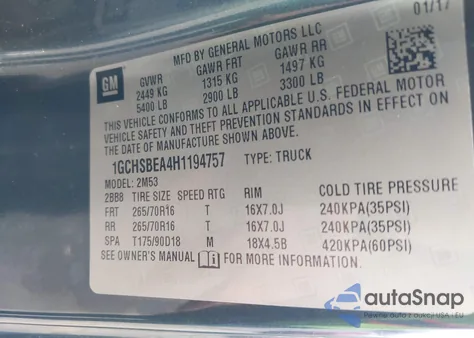 01/17
MFD BY GENERAL MOTORS LLC
GM
GVWR GAWR FRT GAWR RR
2449 KG 1315 KG 1497 KG
5400 LB 2900 LB 3300 LB
THIS VEHICLE CONFORMS TO ALL APPLICABLE U.S. FEDERAL MOTOR
VEHICLE SAFETY AND THEFT PREVENTION STANDARDS IN EFFECT ON
THE DATE OF MANUFACTURE SHOWN ABOVE.
1GCHSBEA4H1194757 TYPE: TRUCK
MODEL: 2M53
2BB8 TIRE SIZE SPEED RTG RIM COLD TIRE PRESSURE
FRT 265/70R16 T 16X7.0J 240KPA(35PSI)
RR 265/70R16 T 16X7.0J 240KPA(35PSI)
SPA T175/90D18 M 18X4.5B 420KPA(60PSI)
SEE OWNER'S MANUAL FOR MORE INFORMATION.
autoSnap